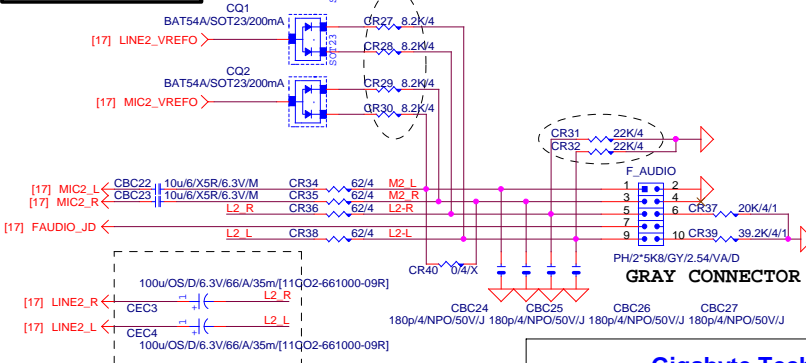 CQ1
BAT54A/SOT23/200mA
SOT23
[17] LINE2_VREFO
CR27 8.2K/4
CR28 8.2K/4
CQ2
BAT54A/SOT23/200mA
[17] MIC2_VREFO
CR29 8.2K/4
CR30 8.2K/4
CR31 22K/4
CR32 22K/4
F_AUDIO
[17] MIC2_L CBC22 10u/6/X5R/6.3V/M CR34 62/4 M2_L 1 2
[17] MIC2_R CBC23 10u/6/X5R/6.3V/M CR35 62/4 M2_R 3 4
L2_R CR36 62/4 L2-R 5 6 CR37 20K/4/1
[17] FAUDIO_JD 7
L2_L CR38 62/4 L2-L 9 10 CR39 39.2K/4/1
PH/2*5K8/GY/2.54/VA/D
GRAY CONNECTOR
CR40 0/4/X
100u/OS/D/6.3V/66/A/35m/[11CO2-661000-09R]
[17] LINE2_R CEC3 1 + L2_R
[17] LINE2_L CEC4 1 + L2_L
100u/OS/D/6.3V/66/A/35m/[11CO2-661000-09R]
CBC24 CBC25 CBC26 CBC27
180p/4/NPO/50V/J 180p/4/NPO/50V/J 180p/4/NPO/50V/J 180p/4/NPO/50V/J